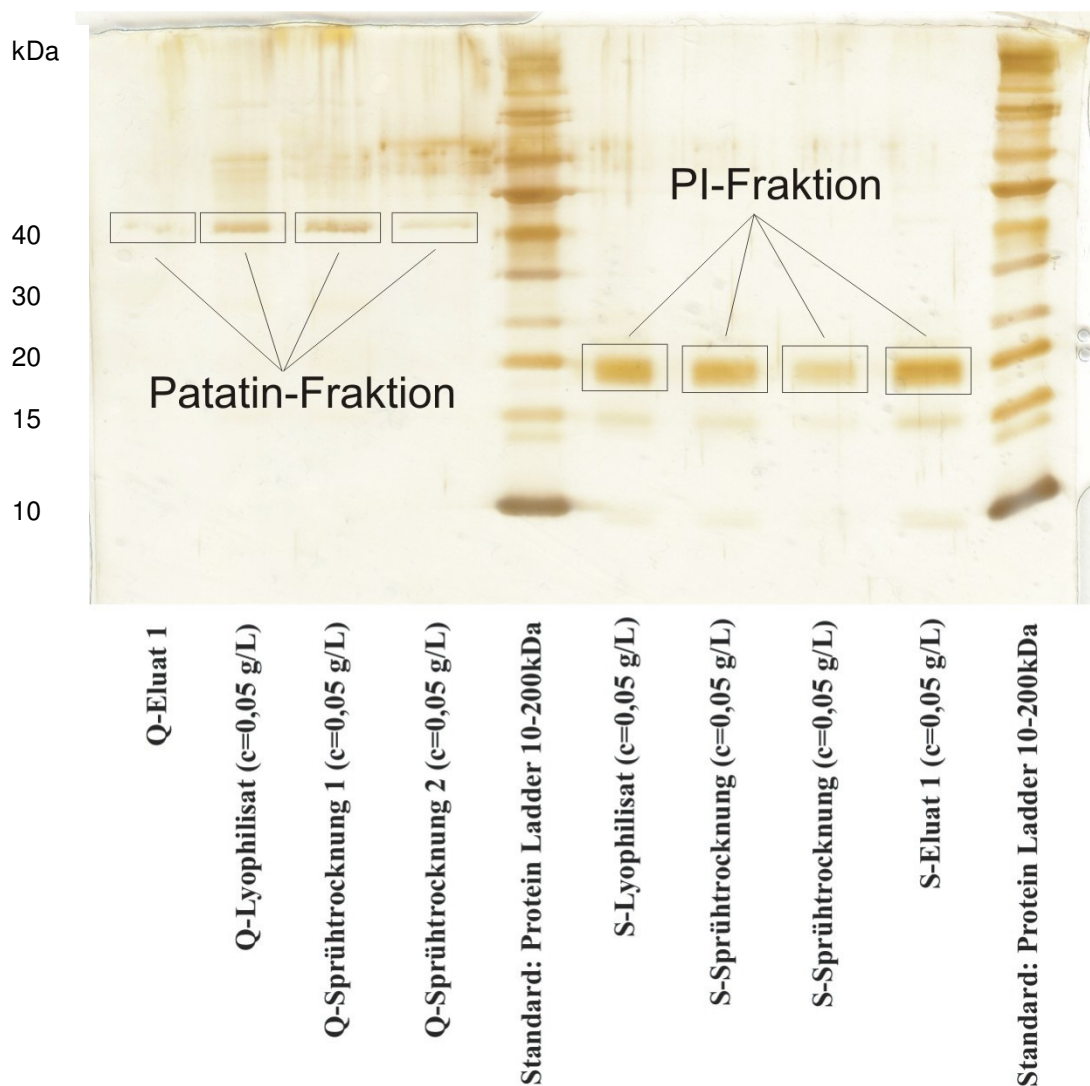 kDa
PI-Fraktion
40
30
20
Patatin-Fraktion
15
10
Q-Eluat 1
Q-Lyophilisat (c=0,05 g/L)
Q-Sprühtrocknung 1 (c=0,05 g/L)
Q-Sprühtrocknung 2 (c=0,05 g/L)
Standard: Protein Ladder 10-200kDa
S-Lyophilisat (c=0,05 g/L)
S-Sprühtrocknung (c=0,05 g/L)
S-Sprühtrocknung (c=0,05 g/L)
S-Eluat 1 (c=0,05 g/L)
Standard: Protein Ladder 10-200kDa